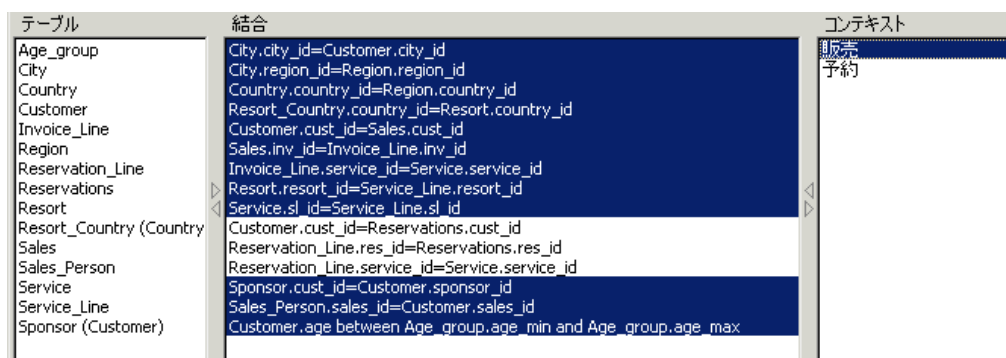 テーブル
Age_group
City
Country
Customer
Invoice_Line
Region
Reservation_Line
Reservations
Resort
Resort_Country (Country
Sales
Sales_Person
Service
Service_Line
Sponsor (Customer)
結合
City.city_id=Customer.city_id
City.region_id=Region.region_id
Country.country_id=Region.country_id
Resort_Country.country_id=Resort.country_id
Customer.cust_id=Sales.cust_id
Sales.inv_id=Invoice_Line.inv_id
Invoice_Line.service_id=Service.service_id
Resort.resort_id=Service_Line.resort_id
Service.sl_id=Service_Line.sl_id
Customer.cust_id=Reservations.cust_id
Reservation_Line.res_id=Reservations.res_id
Reservation_Line.service_id=Service.service_id
Sponsor.cust_id=Customer.sponsor_id
Sales_Person.sales_id=Customer.sales_id
Customer.age between Age_group.age_min and Age_group.age_max
コンテキスト
販売
予約